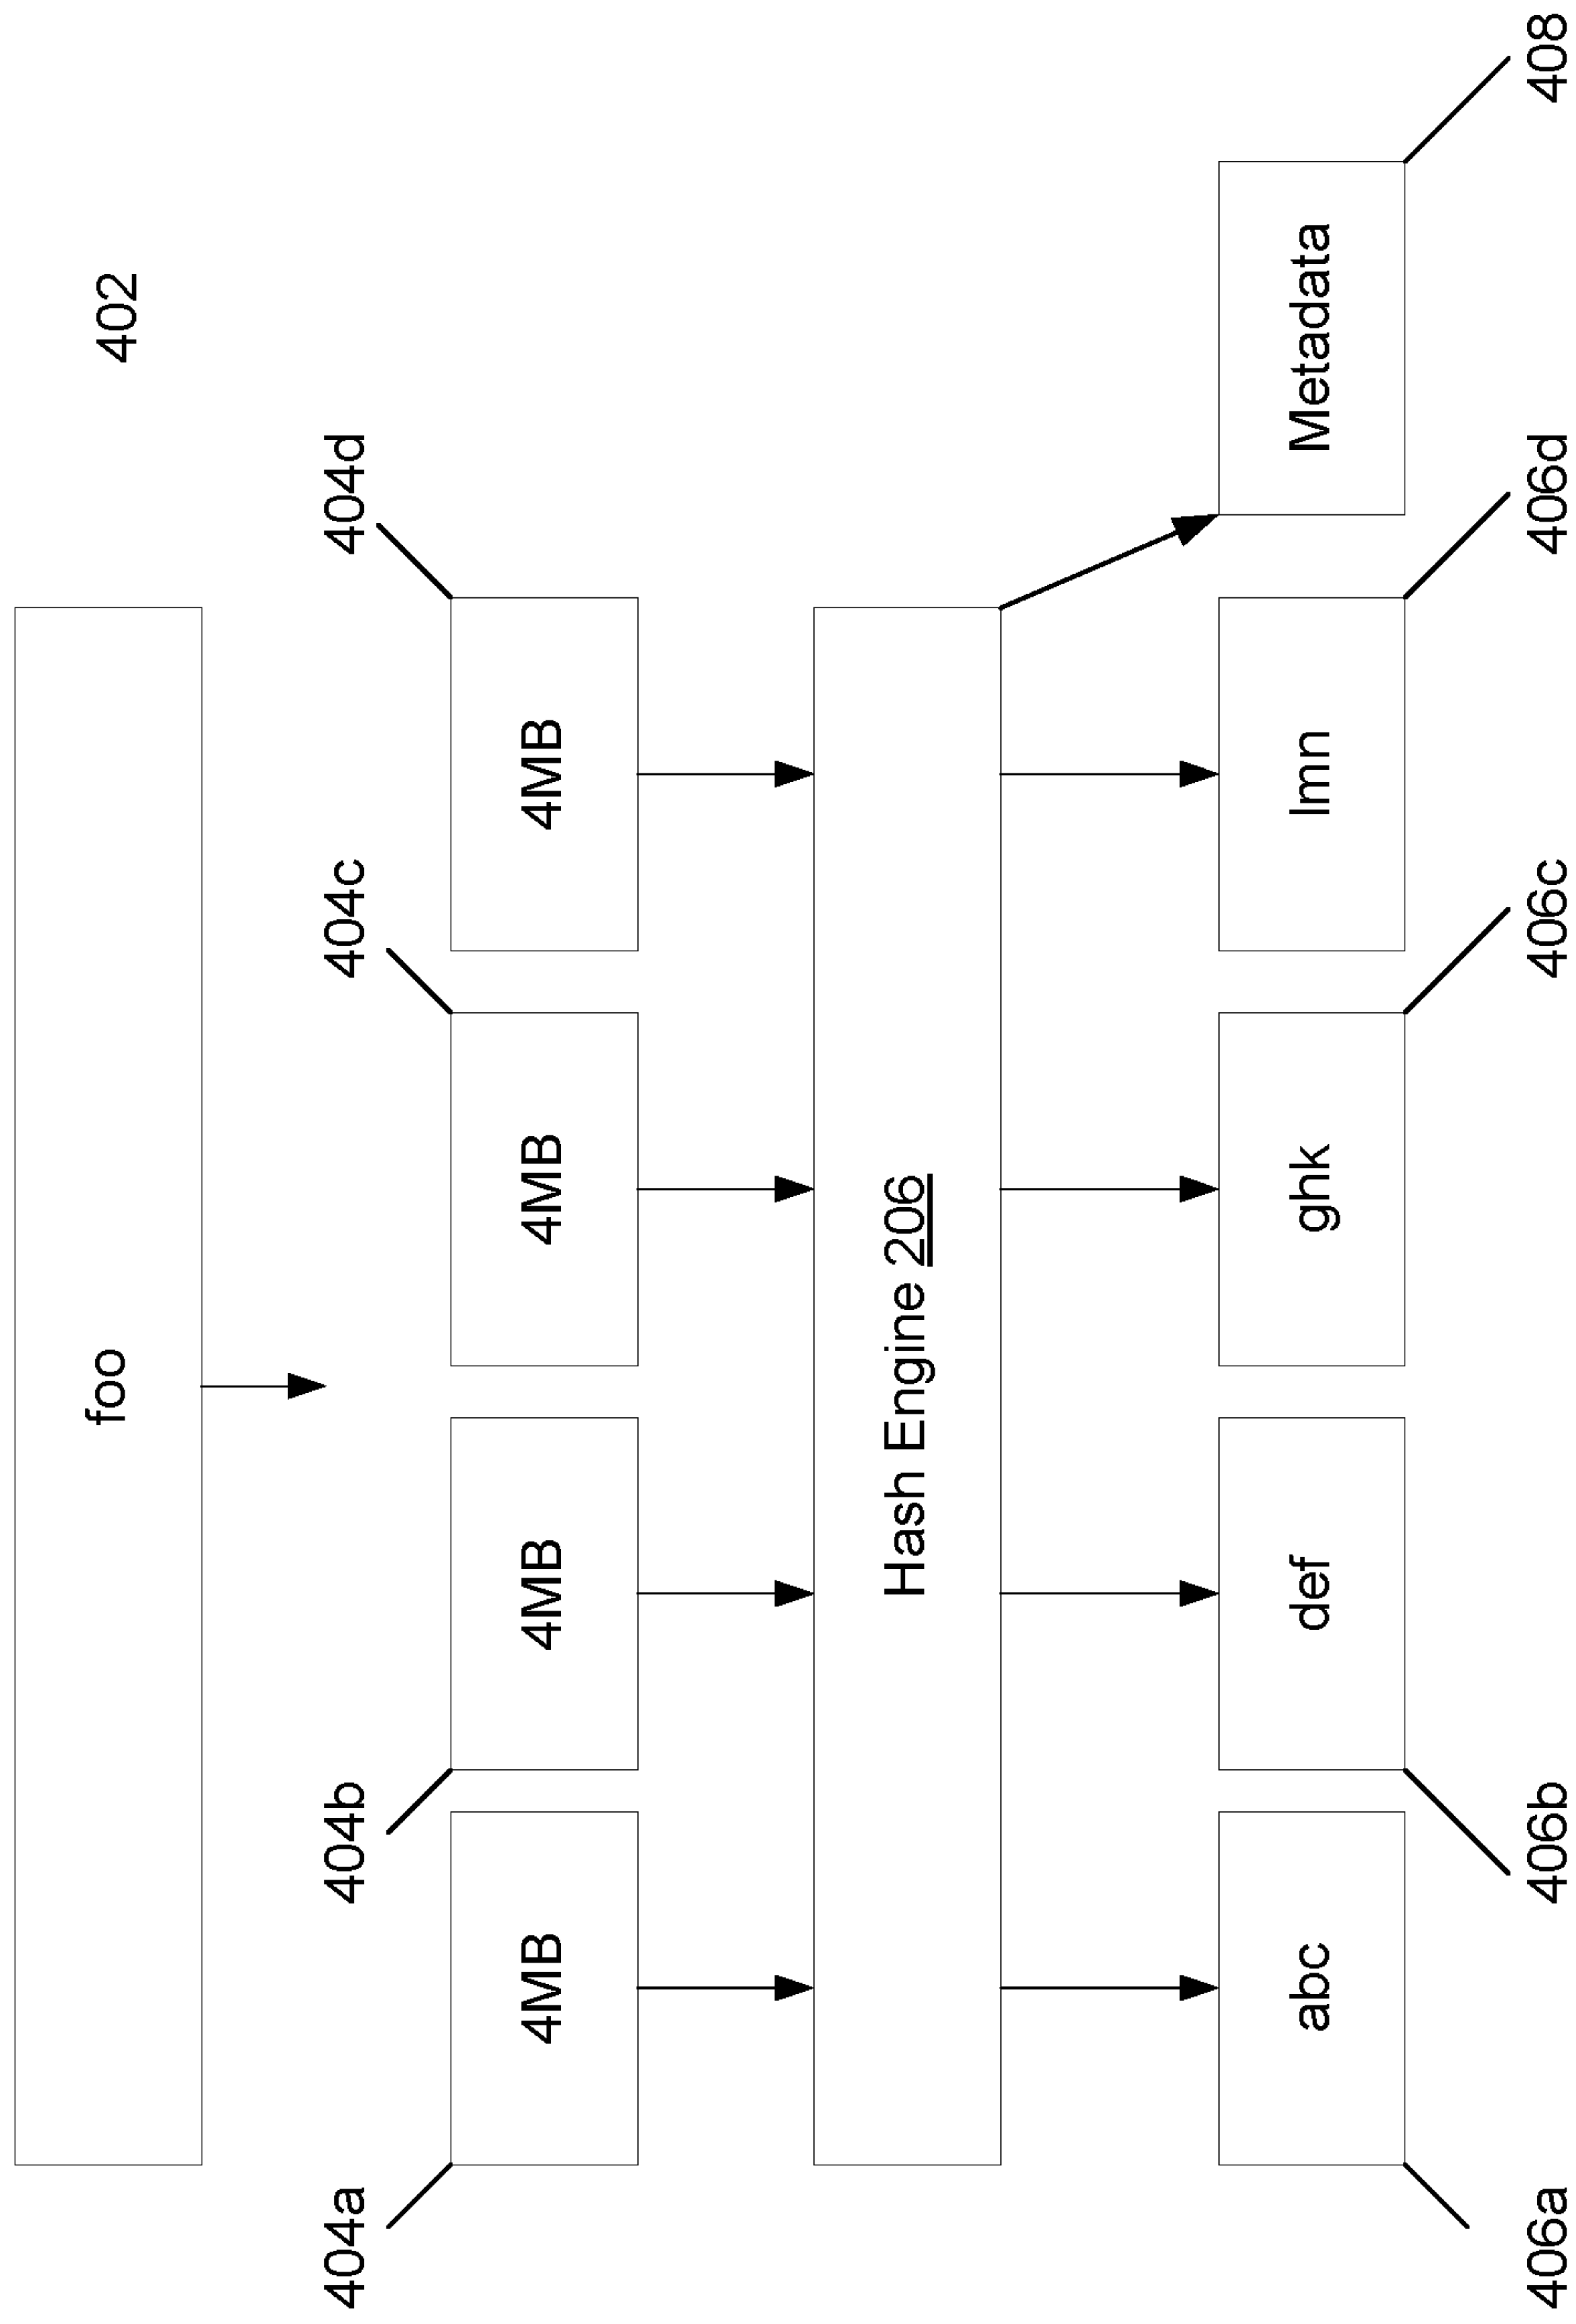 foo
402
404a
404b
404c
404d
4MB
4MB
4MB
4MB
Hash Engine 206
abc
def
ghk
lmn
Metadata
406a
406b
406c
406d
408